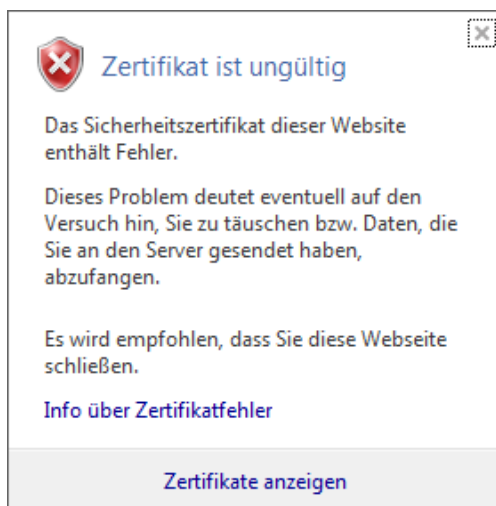 Zertifikat ist ungültig
Das Sicherheitszertifikat dieser Website
enthält Fehler.
Dieses Problem deutet eventuell auf den
Versuch hin, Sie zu täuschen bzw. Daten, die
Sie an den Server gesendet haben,
abzufangen.
Es wird empfohlen, dass Sie diese Webseite
schließen.
Info über Zertifikatfehler
Zertifikate anzeigen